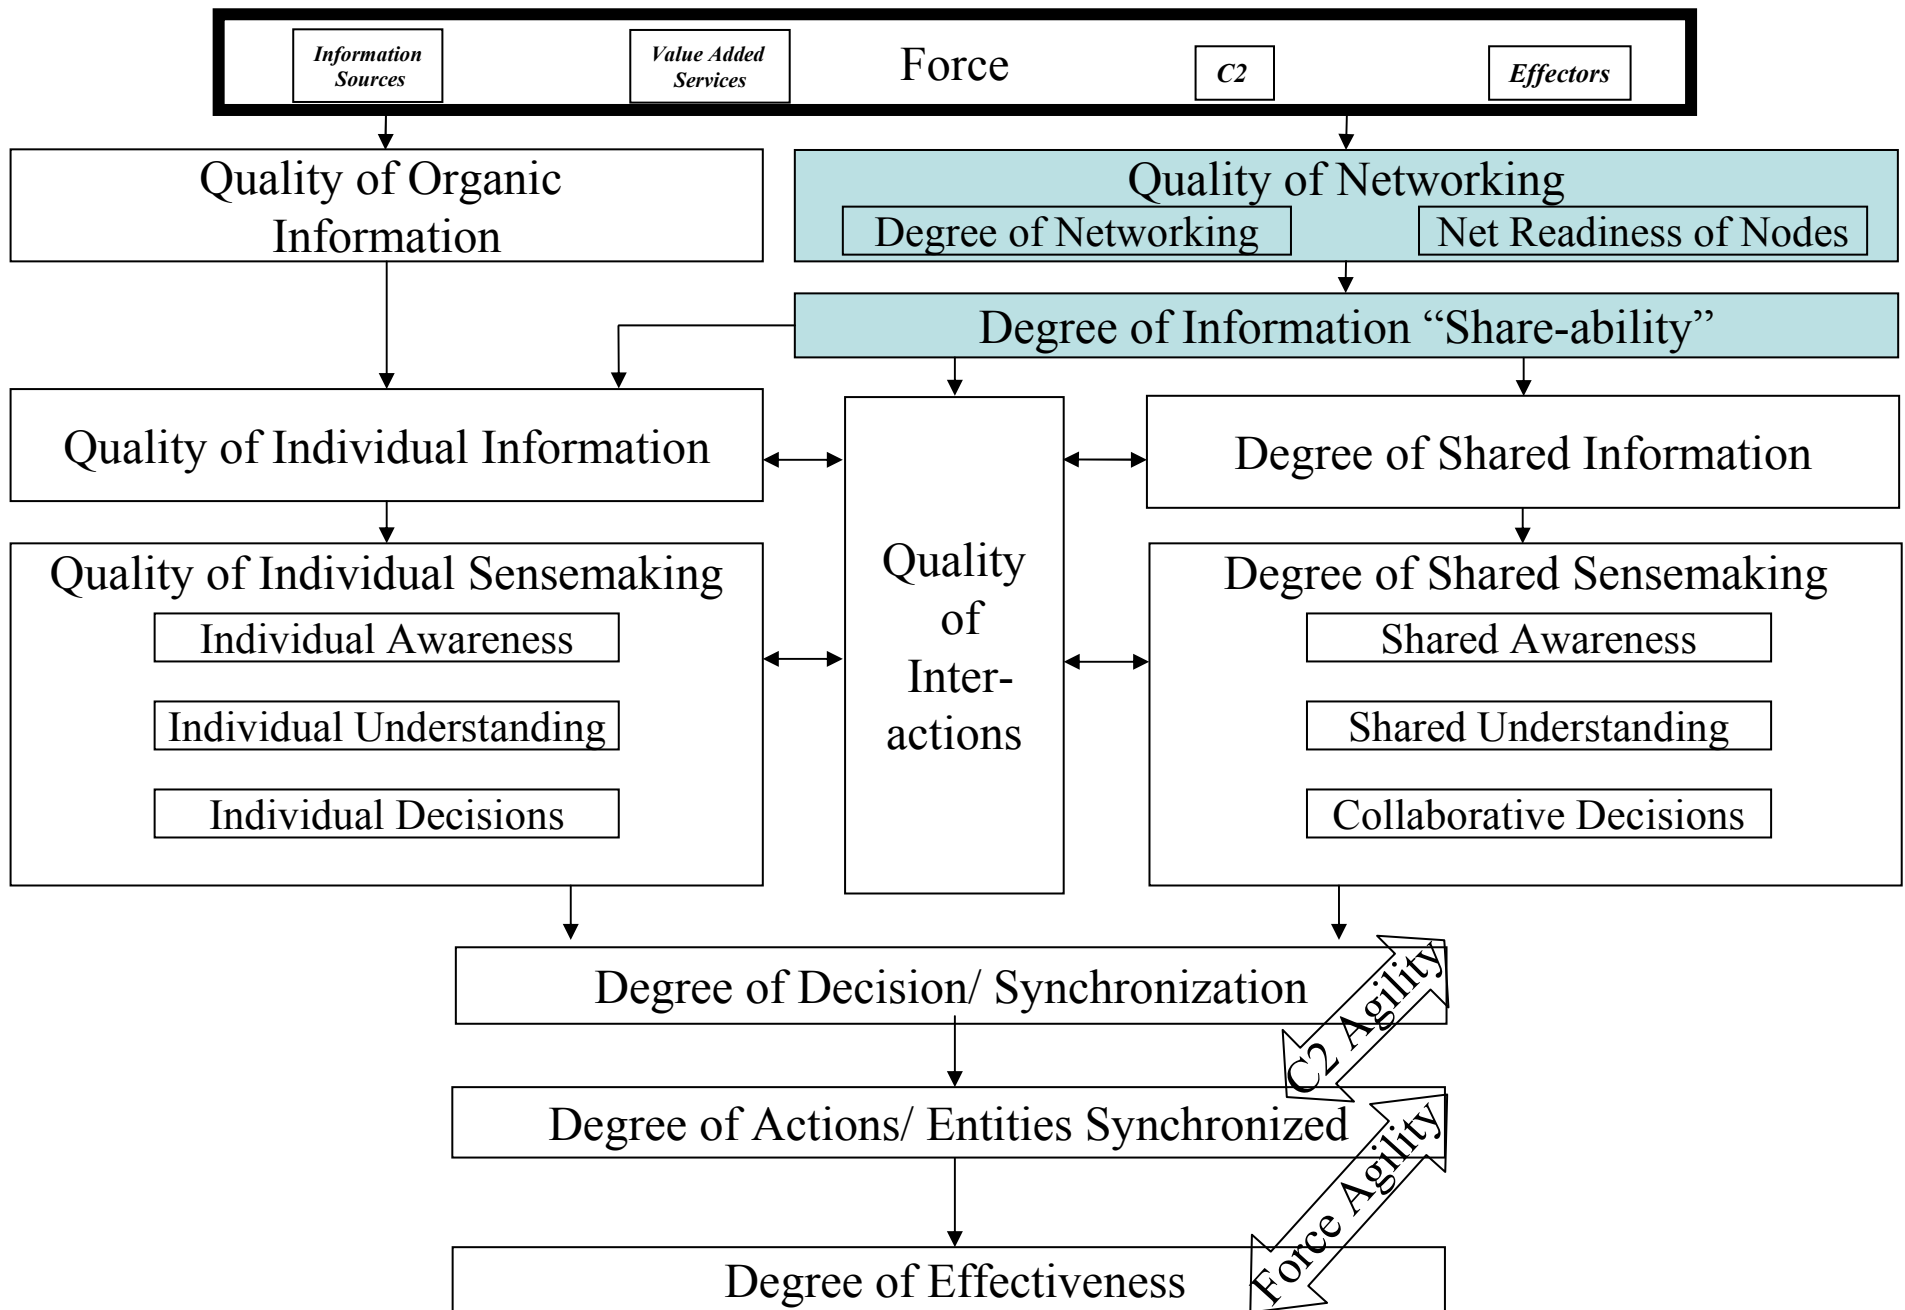 Information
Sources
Value Added
Services
Force
C2
Effectors
Quality of Organic
Information
Quality of Networking
Degree of Networking
Net Readiness of Nodes
Degree of Information “Share-ability”
Quality of Individual Information
Degree of Shared Information
Quality of Individual Sensemaking
Individual Awareness
Individual Understanding
Individual Decisions
Quality
of
Inter-
actions
Degree of Shared Sensemaking
Shared Awareness
Shared Understanding
Collaborative Decisions
Degree of Decision/ Synchronization
C2 Agility
Degree of Actions/ Entities Synchronized
Force Agility
Degree of Effectiveness